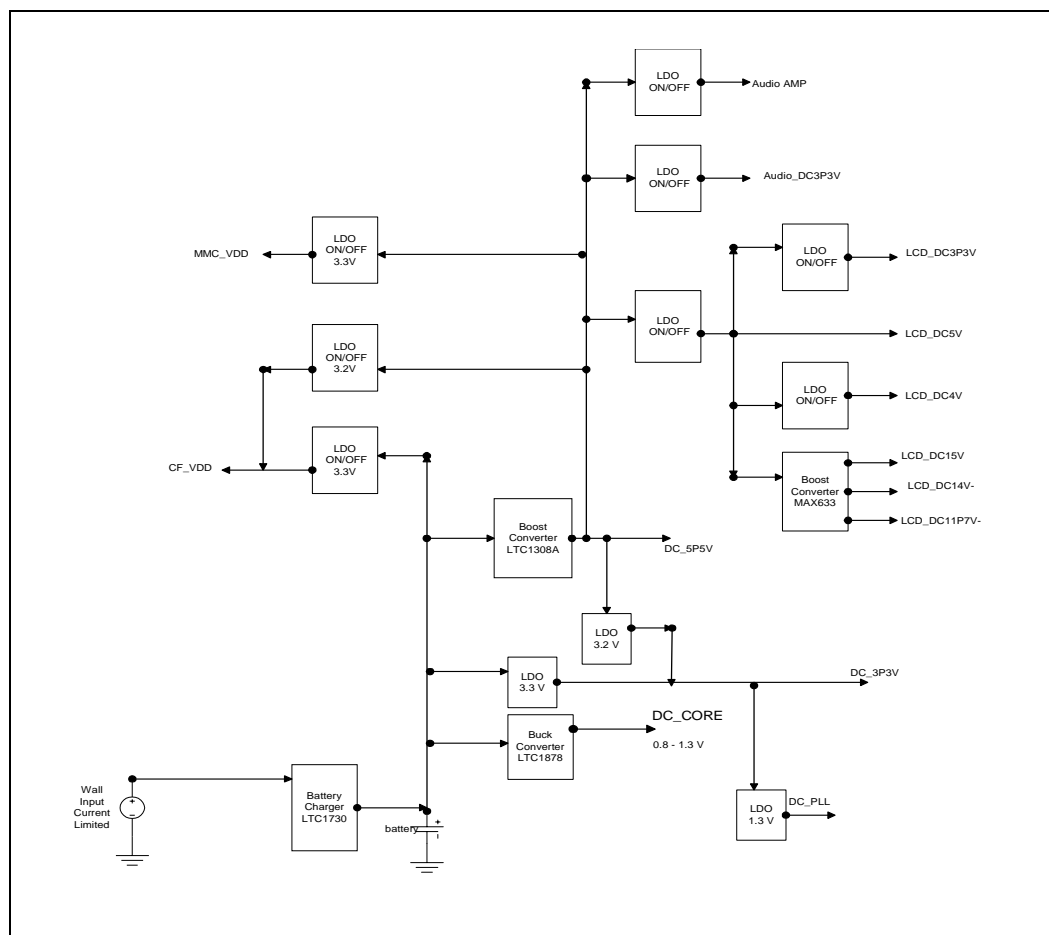 LDO
ON/OFF
Audio AMP
LDO
ON/OFF
Audio_DC3P3V
LDO
ON/OFF
3.3V
MMC_VDD
LDO
ON/OFF
LCD_DC3P3V
LDO
ON/OFF
LCD_DC5V
LDO
ON/OFF
3.2V
LDO
ON/OFF
LCD_DC4V
LDO
ON/OFF
3.3V
CF_VDD
Boost
Converter
MAX633
LCD_DC15V
LCD_DC14V-
LCD_DC11P7V-
Boost
Converter
LTC1308A
DC_5P5V
LDO
3.2 V
LDO
3.3 V
DC_3P3V
Buck
Converter
LTC1878
DC_CORE
0.8 - 1.3 V
Wall
Input
Current
Limited
+
−
Battery
Charger
LTC1730
battery
+
-
LDO
1.3 V
DC_PLL